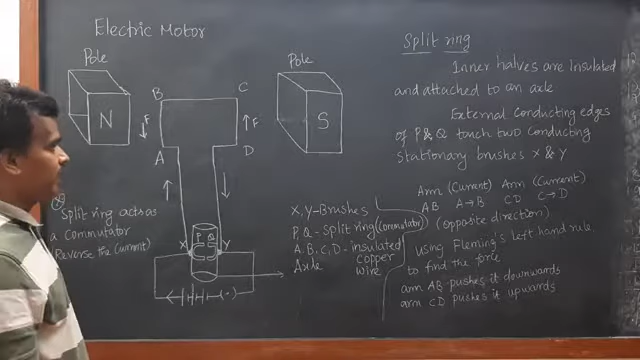 Electric Motor
Pole
N
B
C
F
F
A
D
Pole
S
Split ring acts as
a commutator
Reverse the (current)
X
P
Q
Y
(-)
X,Y-Brushes
P,Q-Split ring (commutator)
A,B,C,D-insulated
copper
wire
Axle
Split ring
Inner halves are Insulated
and attached to an axle
External conducting edges
of P&Q touch two conducting
stationary brushes X & Y
Arm (Current) Arm (Current)
AB A→B CD C→D
(opposite direction)
using Fleming's left hand rule.
to find the force
arm AB pushes it downwards
arm CD pushes it upwards